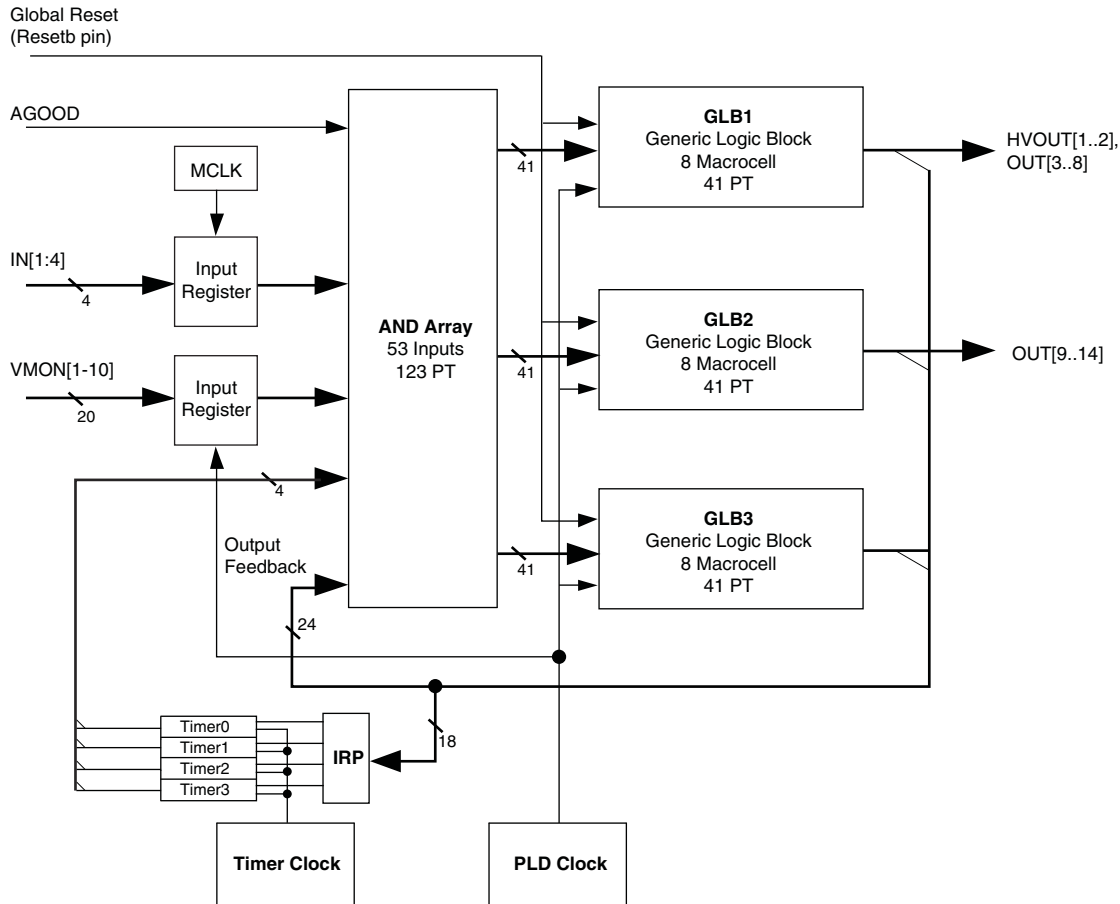 Global Reset
(Resetb pin)
AGOOD
MCLK
IN[1:4]
4
Input
Register
VMON[1-10]
20
Input
Register
4
Output
Feedback
24
AND Array
53 Inputs
123 PT
41
41
41
GLB1
Generic Logic Block
8 Macrocell
41 PT
HVOUT[1..2],
OUT[3..8]
GLB2
Generic Logic Block
8 Macrocell
41 PT
OUT[9..14]
GLB3
Generic Logic Block
8 Macrocell
41 PT
Timer0
Timer1
Timer2
Timer3
IRP
18
Timer Clock
PLD Clock